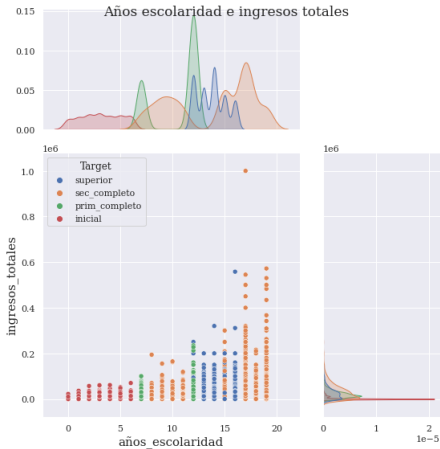 Años escolaridad e ingresos totales
0.15
0.10
0.05
0.00
1e6
1e6
Target
superior
sec_completo
prim_completo
inicial
1.0
0.8
0.6
0.4
0.2
0.0
ingresos_totales
0 5 10 15 20
años_escolaridad
0 1 2
1e−5